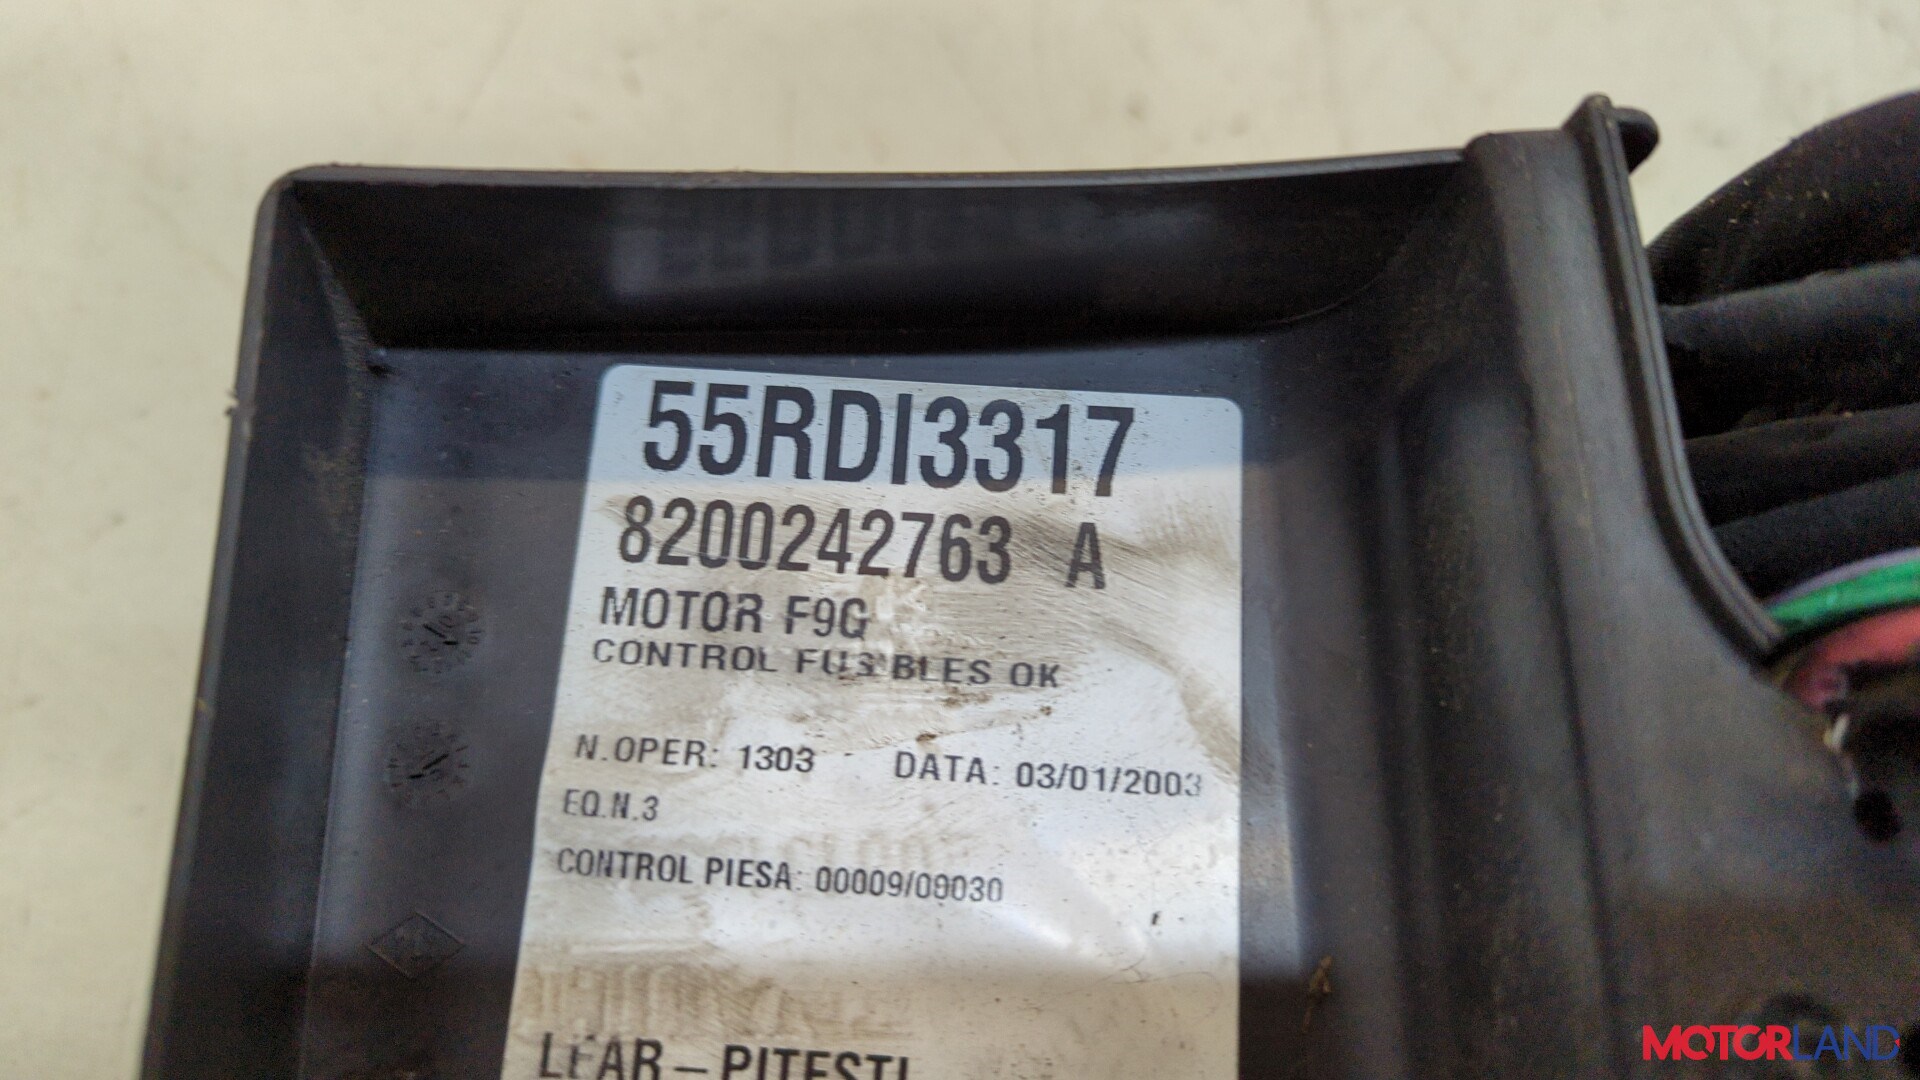 55RDI3317
8200242763 A
MOTOR F9G
CONTROL FUSIBLES OK
N.OPER: 1303 DATA: 03/01/2003
EQ.N.3
CONTROL PIESA: 00009/09030
LEAR-PITESTI
MOTORLAND